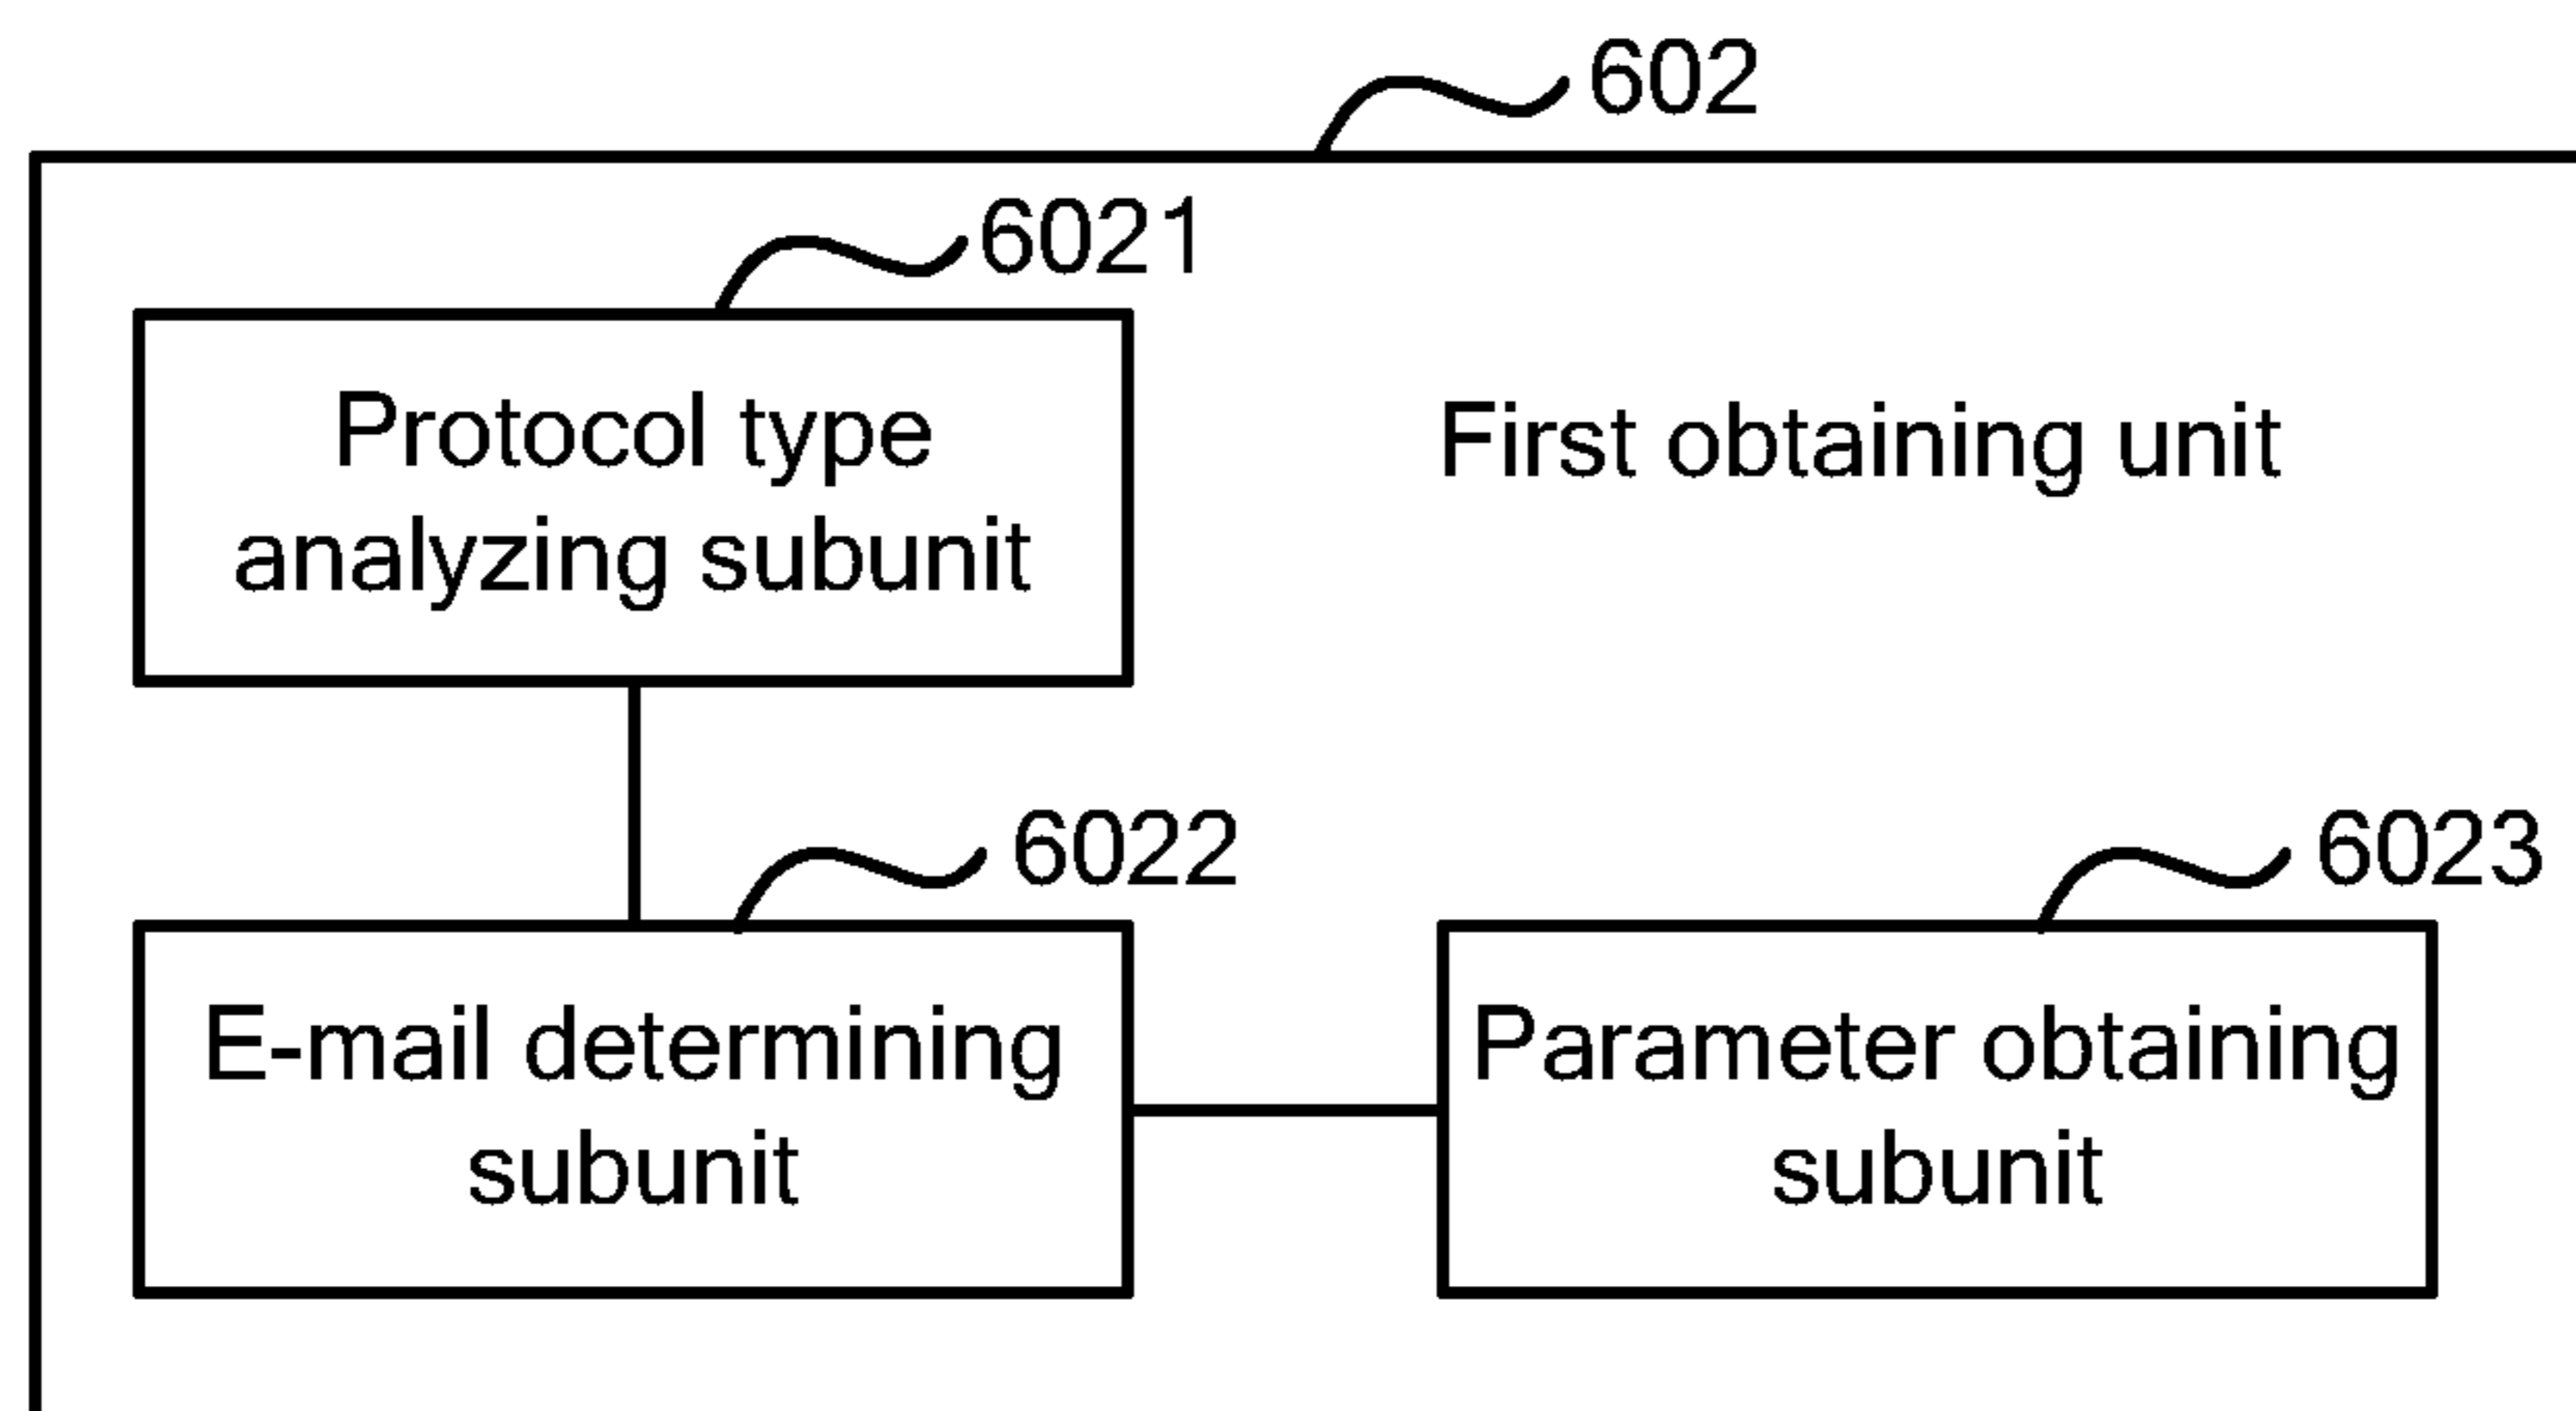 602
6021
Protocol type
analyzing subunit
First obtaining unit
6022
E-mail determining
subunit
6023
Parameter obtaining
subunit